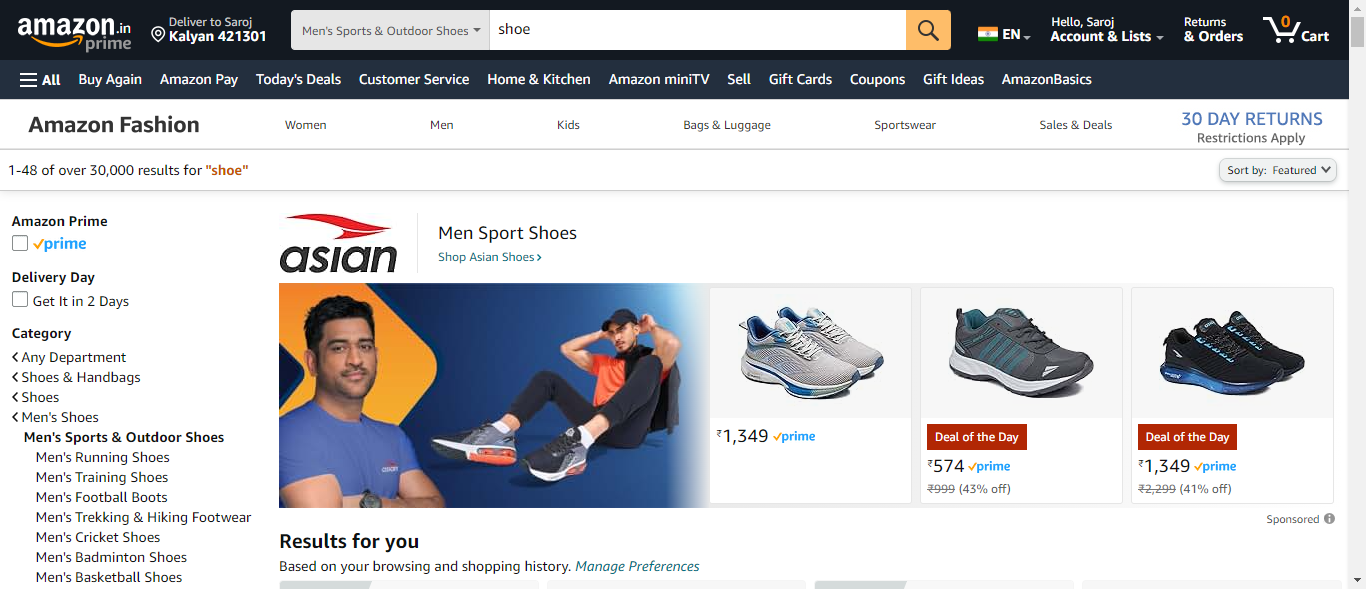 amazon.in
prime
Deliver to Saroj
Kalyan 421301
Men's Sports & Outdoor Shoes
shoe
EN
Hello, Saroj
Account & Lists
Returns
& Orders
0
Cart
All Buy Again Amazon Pay Today's Deals Customer Service Home & Kitchen Amazon miniTV Sell Gift Cards Coupons Gift Ideas AmazonBasics
Amazon Fashion Women Men Kids Bags & Luggage Sportswear Sales & Deals
30 DAY RETURNS
Restrictions Apply
1-48 of over 30,000 results for "shoe"
Sort by: Featured
Amazon Prime
prime
Delivery Day
Get It in 2 Days
Category
Any Department
Shoes & Handbags
Shoes
Men's Shoes
Men's Sports & Outdoor Shoes
Men's Running Shoes
Men's Training Shoes
Men's Football Boots
Men's Trekking & Hiking Footwear
Men's Cricket Shoes
Men's Badminton Shoes
Men's Basketball Shoes
asian
Men Sport Shoes
Shop Asian Shoes
asian
₹1,349 prime
Deal of the Day
₹574 prime
₹999 (43% off)
Deal of the Day
₹1,349 prime
₹2,299 (41% off)
Sponsored
Results for you
Based on your browsing and shopping history. Manage Preferences